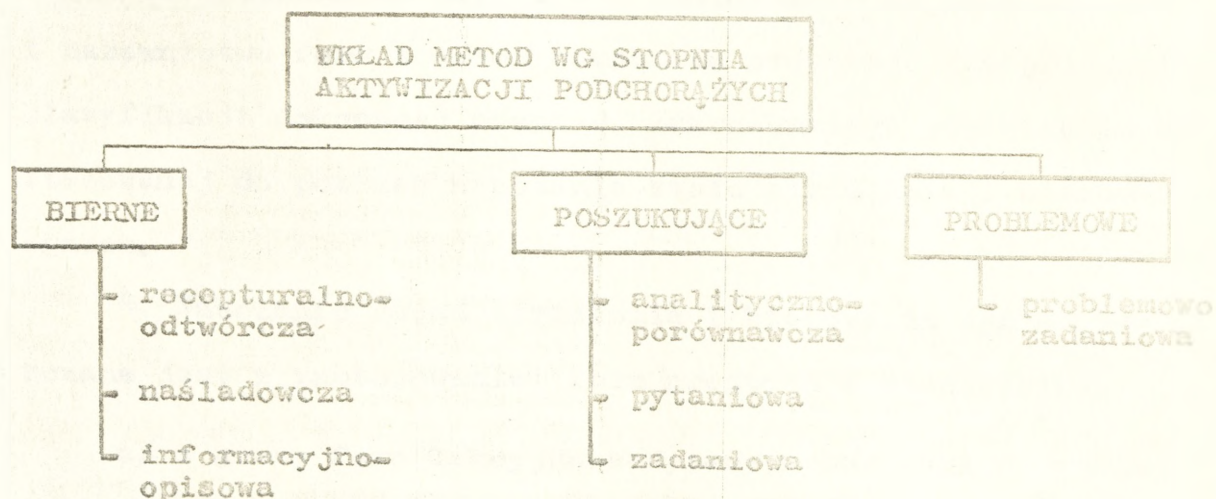 UKŁAD METOD WG STOPNIA
AKTYWIZACJI PODCHORĄŻYCH
BIERNE
POSZUKUJĄCE
PROBLEMOWE
- recepturalno-
odtwórcza
- naśladowcza
- informacyjno-
opisowa
- analityczno-
porównawcza
- pytaniowa
- zadaniowa
- problemowo
zadaniowa